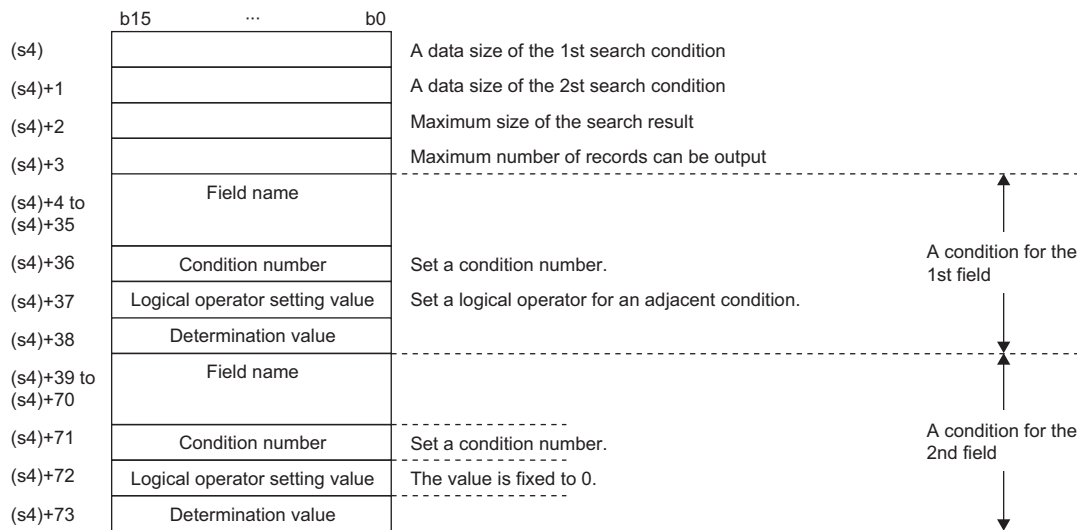 b15 ... b0
(s4) A data size of the 1st search condition
(s4)+1 A data size of the 2st search condition
(s4)+2 Maximum size of the search result
(s4)+3 Maximum number of records can be output
(s4)+4 to
(s4)+35
Field name
(s4)+36 Condition number Set a condition number.
(s4)+37 Logical operator setting value Set a logical operator for an adjacent condition.
(s4)+38 Determination value
A condition for the
1st field
(s4)+39 to
(s4)+70
Field name
(s4)+71 Condition number Set a condition number.
(s4)+72 Logical operator setting value The value is fixed to 0.
(s4)+73 Determination value
A condition for the
2nd field